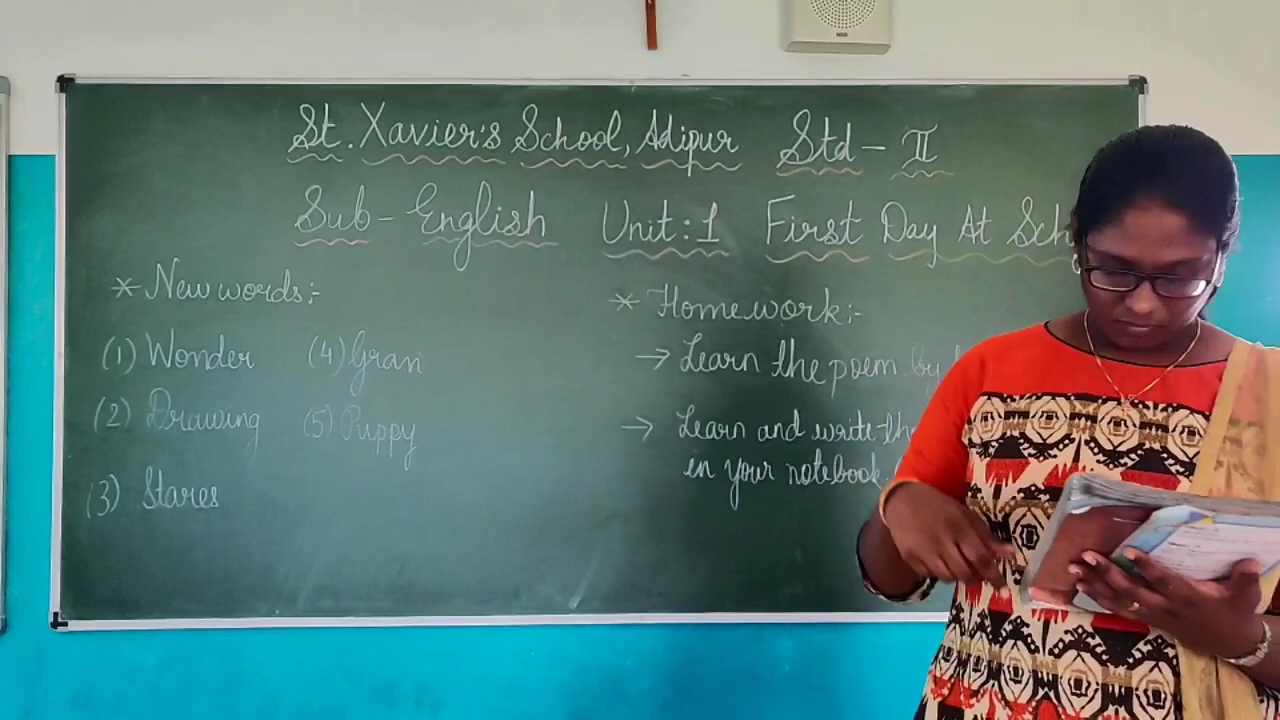 St. Xavier's School, Adipur Std - II
Sub - English Unit : 1 First Day At Sch
* New words :-
(1) Wonder (4) Gran
(2) Drawing (5) Puppy
(3) Stares
* Homework :-
→ Learn the poem by
→ Learn and write the
in your notebook.